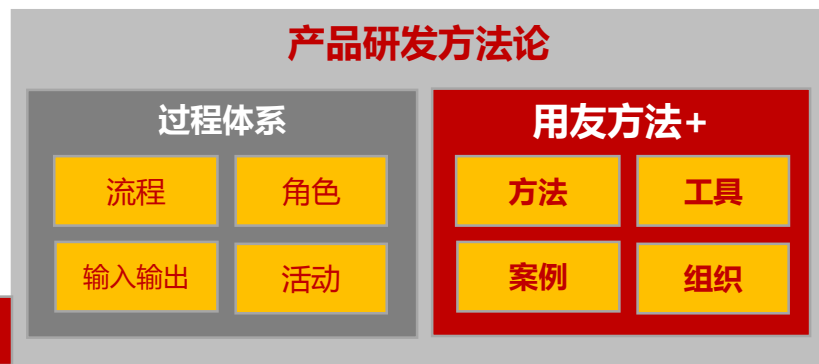 产品研发方法论
过程体系
流程
角色
输入输出
活动
用友方法+
方法
工具
案例
组织